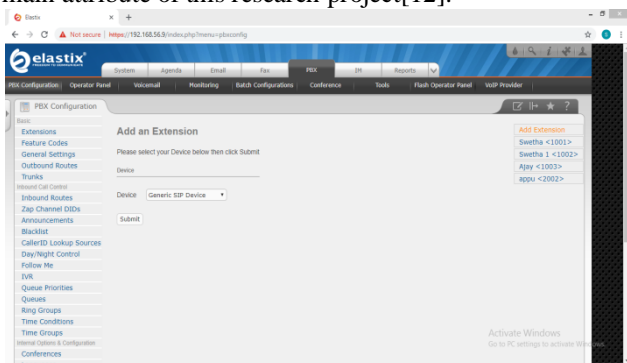 main attribute of this research project[12].
Elastix
Not secure | https://192.168.56.9/index.php?menu=pbxconfig
elastix
System Agenda Email Fax PBX IM Reports
PBX Configuration Operator Panel Voicemail Monitoring Batch Configurations Conference Tools Flash Operator Panel VoIP Provider
PBX Configuration
Basic
Extensions
Feature Codes
General Settings
Outbound Routes
Trunks
Inbound Call Control
Inbound Routes
Zap Channel DIDs
Announcements
Blacklist
CallerID Lookup Sources
Day/Night Control
Follow Me
IVR
Queue Priorities
Queues
Ring Groups
Time Conditions
Time Groups
Internal Options & Configuration
Conferences
Add an Extension
Please select your Device below then click Submit
Device
Device Generic SIP Device
Submit
Add Extension
Swetha <1001>
Swetha 1 <1002>
Ajay <1003>
appu <2002>
Activate Windows
Go to PC settings to activate Windows.